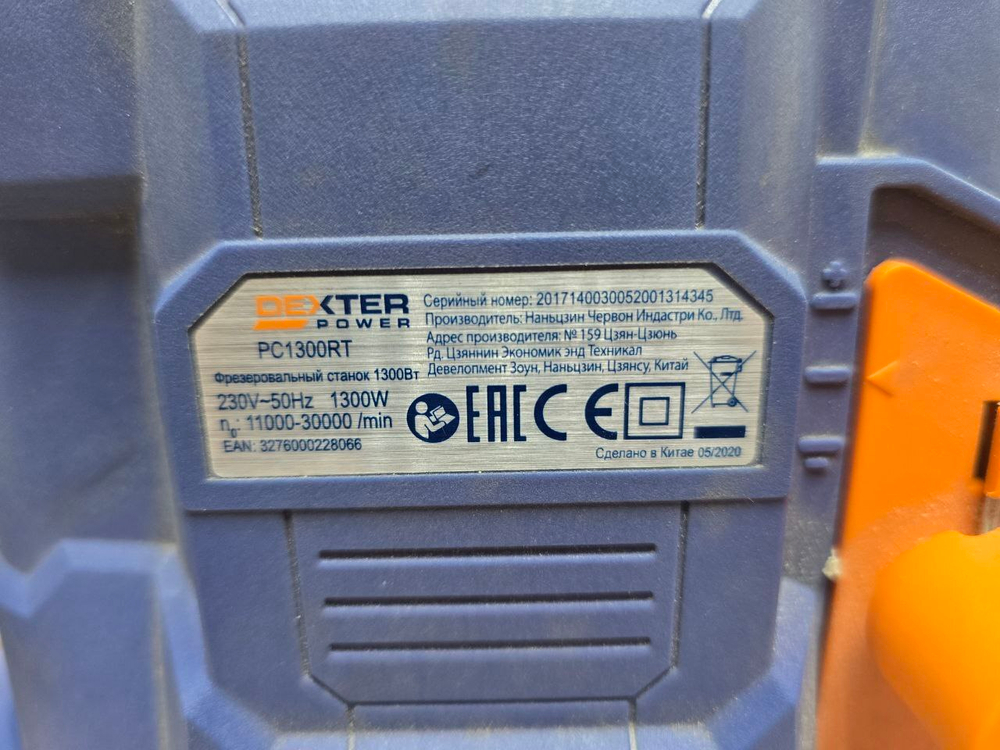 DEXTER
POWER
PC1300RT
Фрезеровальный станок 1300Вт
230V~50Hz 1300W
n₀: 11000-30000 /min
EAN: 3276000228066
Серийный номер: 2017140030052001314345
Производитель: Наньцзин Червон Индастри Ко., Лтд.
Адрес производителя: № 159 Цзян-Цзюнь
Рд, Цзяннин Экономик энд Техникал
Девелопмент Зоун, Наньцзин, Цзянсу, Китай
EAC CE
Сделано в Китае 05/2020